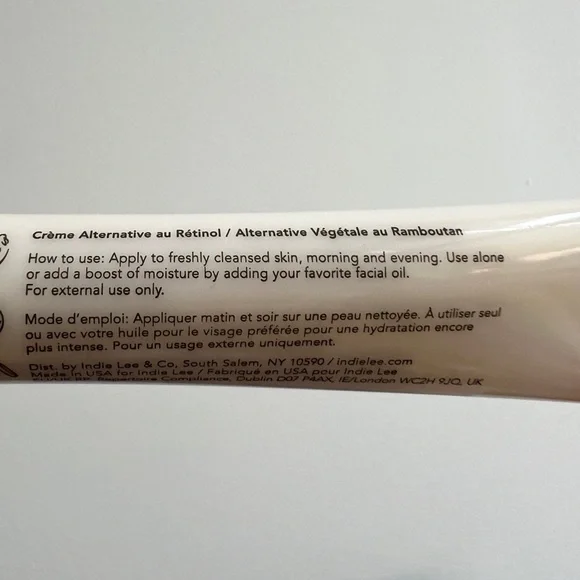 Crème Alternative au Rétinol / Alternative Végétale au Ramboutan
How to use: Apply to freshly cleansed skin, morning and evening. Use alone
or add a boost of moisture by adding your favorite facial oil.
For external use only.
Mode d'emploi: Appliquer matin et soir sur une peau nettoyée. À utiliser seul
ou avec votre huile pour le visage préférée pour une hydratation encore
plus intense. Pour un usage externe uniquement.
Dist. by Indie Lee & Co, South Salem, NY 10590 / indielee.com
Made in USA for Indie Lee / Fabriqué en USA pour Indie Lee
Compliance, Dublin D07 P4AX, IE/London WC2H 9JQ, UK